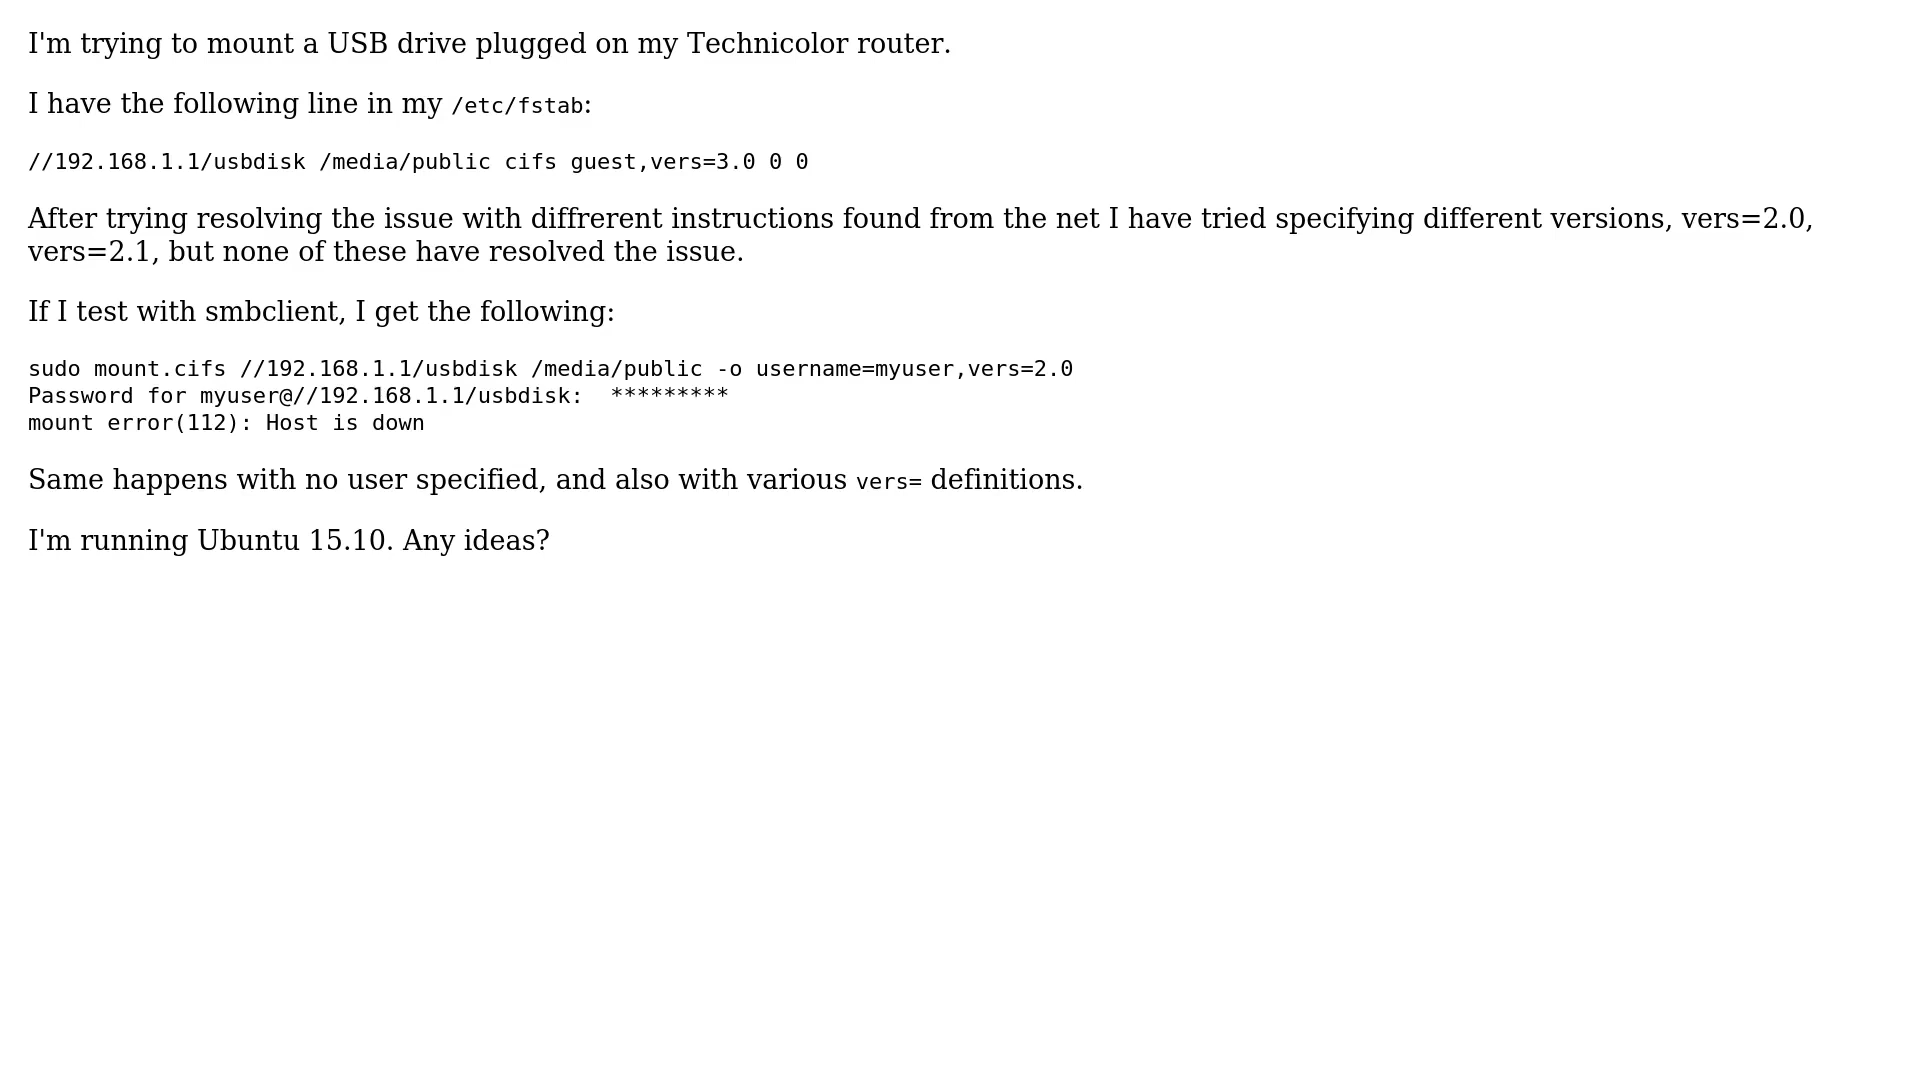 I'm trying to mount a USB drive plugged on my Technicolor router.
I have the following line in my /etc/fstab:
//192.168.1.1/usbdisk /media/public cifs guest,vers=3.0 0 0
After trying resolving the issue with diffrerent instructions found from the net I have tried specifying different versions, vers=2.0,
vers=2.1, but none of these have resolved the issue.
If I test with smbclient, I get the following:
sudo mount.cifs //192.168.1.1/usbdisk /media/public -o username=myuser,vers=2.0
Password for myuser@//192.168.1.1/usbdisk:  *********
mount error(112): Host is down
Same happens with no user specified, and also with various vers= definitions.
I'm running Ubuntu 15.10. Any ideas?